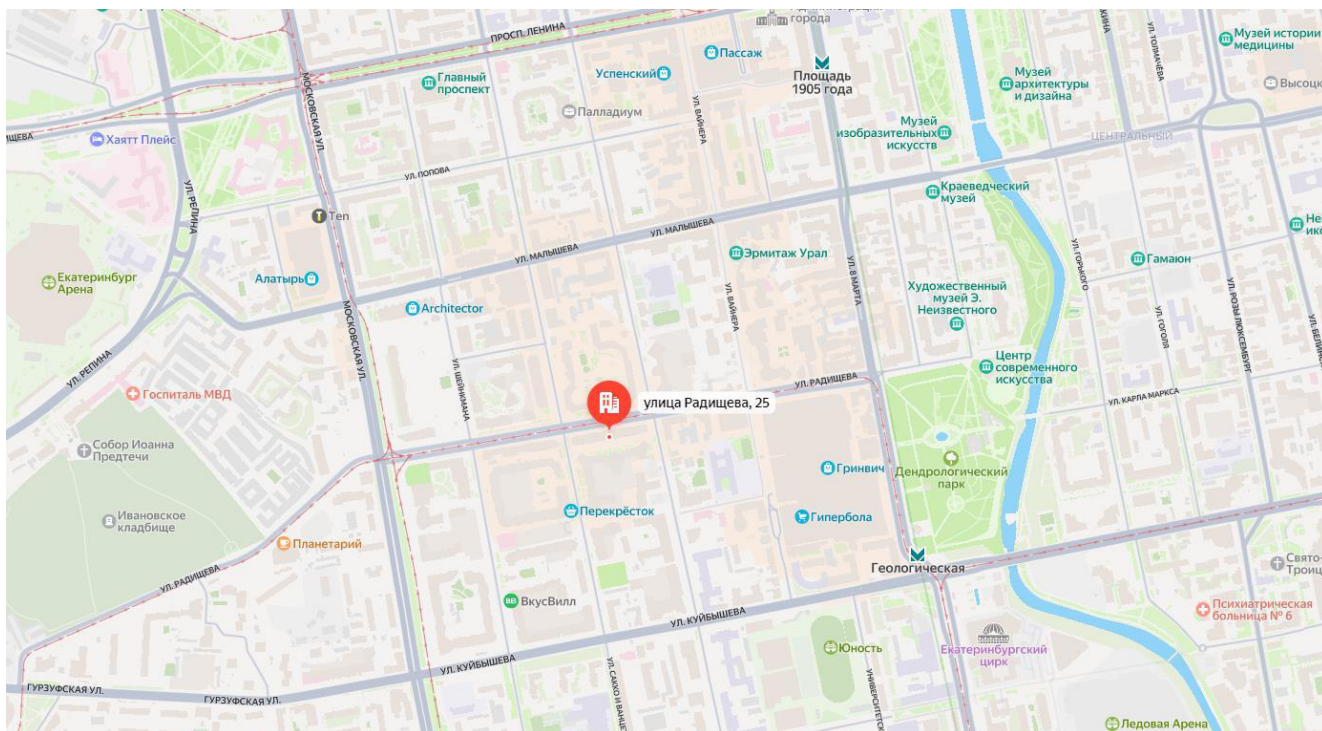 города
ПРОСП. ЛЕНИНА
Музей истории
медицины
Пассаж
УЛ. ТОЛМАЧЁВА
Главный
проспект
Успенский
Площадь
1905 года
Музей
архитектуры
и дизайна
МОСКОВСКАЯ УЛ.
Палладиум
УЛ. ВАЙНЕРА
Музей
изобразительных
искусств
ЦЕНТРАЛЬНЫЙ
Хаятт Плейс
УЛ. ПОПОВА
УЛ. РЕПИНА
Краеведческий
музей
Ten
УЛ. МАЛЫШЕВА
УЛ. МАЛЫШЕВА
Эрмитаж Урал
УЛ. 8 МАРТА
УЛ. ГОРЬКОГО
Гамаюн
Екатеринбург
Арена
Алатырь
Architector
УЛ. ВАЙНЕРА
Художественный
музей Э.
Неизвестного
УЛ. ГОГОЛЯ
УЛ. РОЗЫ ЛЮКСЕМБУРГ
МОСКОВСКАЯ УЛ.
УЛ. РЕПИНА
УЛ. ШЕЙНКМАНА
УЛ. РАДИЩЕВА
Центр
современного
искусства
Госпиталь МВД
улица Радищева, 25
УЛ. КАРЛА МАРКСА
Собор Иоанна
Предтечи
Гринвич
Дендрологический
парк
Ивановское
кладбище
Перекрёсток
Гипербола
Планетарий
Геологическая
УЛ. РАДИЩЕВА
ВкусВилл
УЛ. КУЙБЫШЕВА
Психиатрическая
больница № 6
Юность
Екатеринбургский
цирк
УЛ. КУЙБЫШЕВА
ГУРЗУФСКАЯ УЛ.
ГУРЗУФСКАЯ УЛ.
Ледовая Арена